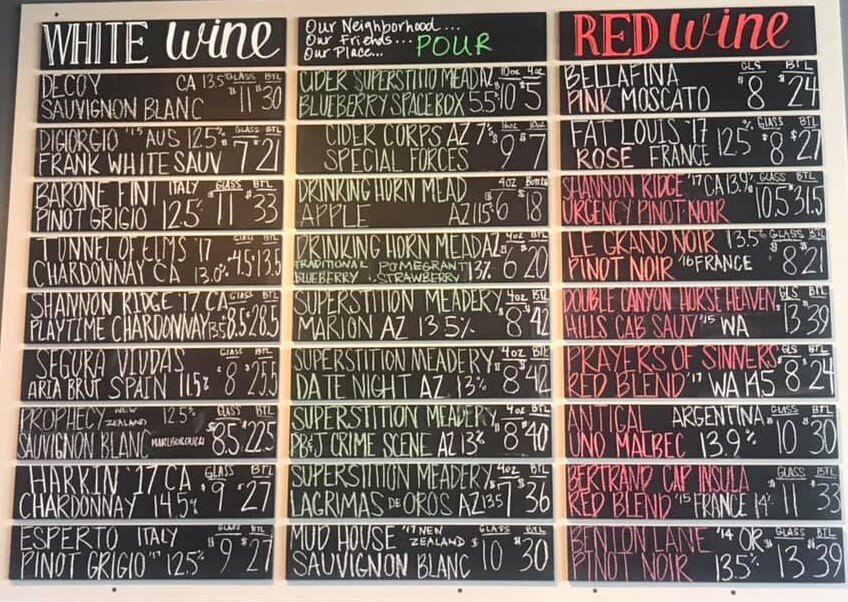 WHITE wine
DECOY CA 13.5% GLASS BTL
SAUVIGNON BLANC $11 $30
DIGIORGIO '15 AUS 12.5% GLASS BTL
FRANK WHITE SAUV $7 $21
BARONE FINI ITALY GLASS BTL
PINOT GRIGIO 12.5% $11 $33
TUNNEL OF ELMS '17 GLASS BTL
CHARDONNAY CA 13.0% $4.5 $13.5
SHANNON RIDGE '17 CA GLASS BTL
PLAYTIME CHARDONNAY 13.5 $8.5 $28.5
SEGURA VIUDAS GLASS BTL
ARIA BRUT SPAIN 11.5% $8 $25.5
PROPHECY NEW ZEALAND 12.5% GLASS BTL
SAUVIGNON BLANC MARLBOROUGH $8.5 $22.5
HARKIN '17 CA GLASS BTL
CHARDONNAY 14.5% $9 $27
ESPERTO ITALY GLASS BTL
PINOT GRIGIO '17 12.5% $9 $27
Our Neighborhood...
Our Friends...
Our Place... POUR
CIDER SUPERSTITIO MEAD AZ 10oz 4oz
BLUEBERRY SPACEBOX 5.5 $10 $5
CIDER CORPS AZ 7%
SPECIAL FORCES $9 $7
DRINKING HORN MEAD 4oz Bottle
APPLE AZ 11.5% $6 18
DRINKING HORN MEAD AZ 4oz BTL
TRADITIONAL POMEGRANT 13% $6 $20
BLUEBERRY STRAWBERRY
SUPERSTITION MEADERY 4oz BTL
MARION AZ 13.5% $8 $42
SUPERSTITION MEADERY 4oz BTL
DATE NIGHT AZ 13% $8 $42
SUPERSTITION MEADERY 4oz BTL
PB&J CRIME SCENE AZ 13% $8 $40
SUPERSTITION MEADERY 4oz BTL
LAGRIMAS DE OROS AZ 13.5 $7 $36
MUD HOUSE '17 NEW ZEALAND GLASS BTL
SAUVIGNON BLANC $10 $30
RED wine
BELLAFINA GLS BTL
PINK MOSCATO $8 $24
FAT LOUIS '17 12.5% GLASS BTL
ROSE FRANCE $8 $27
SHANNON RIDGE '17 CA 13.9% GLASS BTL
URGENCY PINOT NOIR $10.5 $31.5
LE GRAND NOIR 13.5% GLASS BTL
PINOT NOIR '16 FRANCE $8 $21
DOUBLE CANYON HORSE HEAVEN GLS BTL
HILLS CAB SAUV '15 WA $13 39
PRAYERS OF SINNERS GLS BTL
RED BLEND '17 WA 14.5 $8 $24
ANTIGAL ARGENTINA GLASS BTL
UNO MALBEC 13.9% $10 $30
BERTRAND CAP INSULA GLASS BTL
RED BLEND '15 FRANCE 14% $11 $33
BENTON LANE '14 OR GLASS BTL
PINOT NOIR 13.5% $13 $39